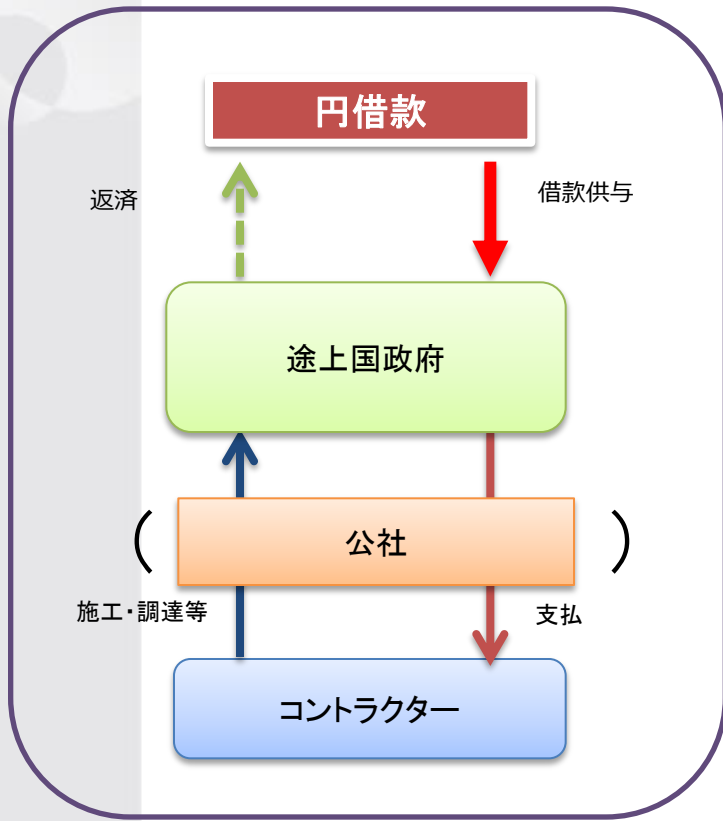 円借款
返済
借款供与
途上国政府
( 公社 )
施工・調達等
支払
コントラクター